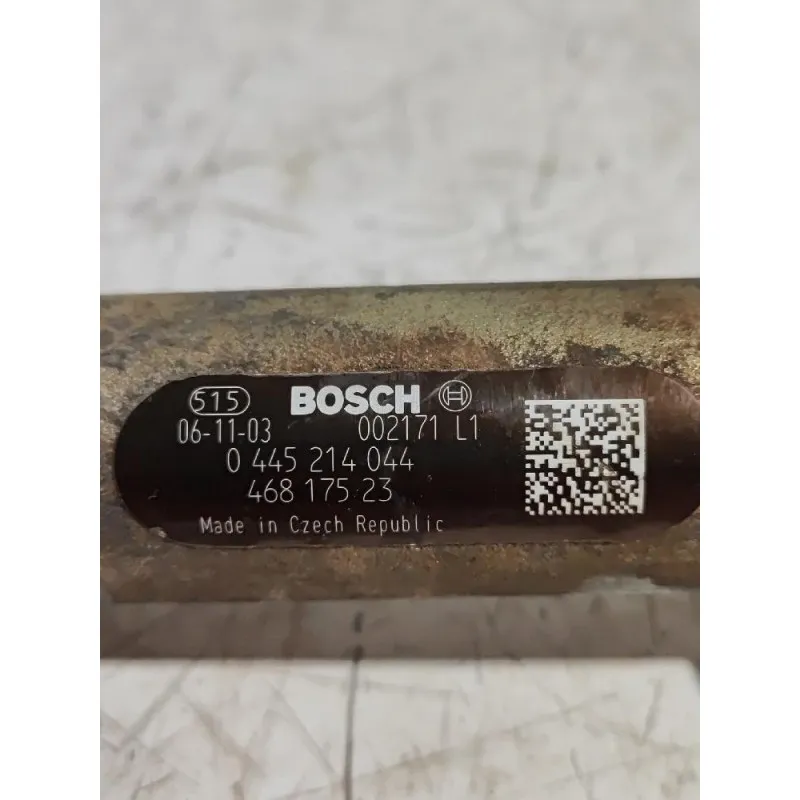 515 BOSCH
06-11-03 002171 L1
0 445 214 044
468 175 23
Made in Czech Republic